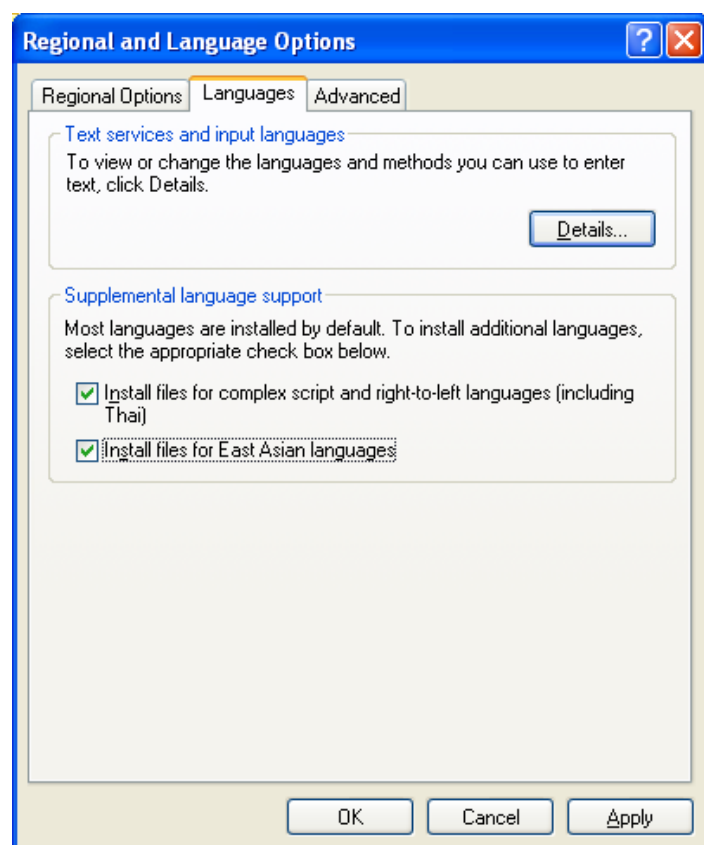 Regional and Language Options
Regional Options Languages Advanced
Text services and input languages
To view or change the languages and methods you can use to enter
text, click Details.
Details...
Supplemental language support
Most languages are installed by default. To install additional languages,
select the appropriate check box below.
Install files for complex script and right-to-left languages (including
Thai)
Install files for East Asian languages
OK Cancel Apply